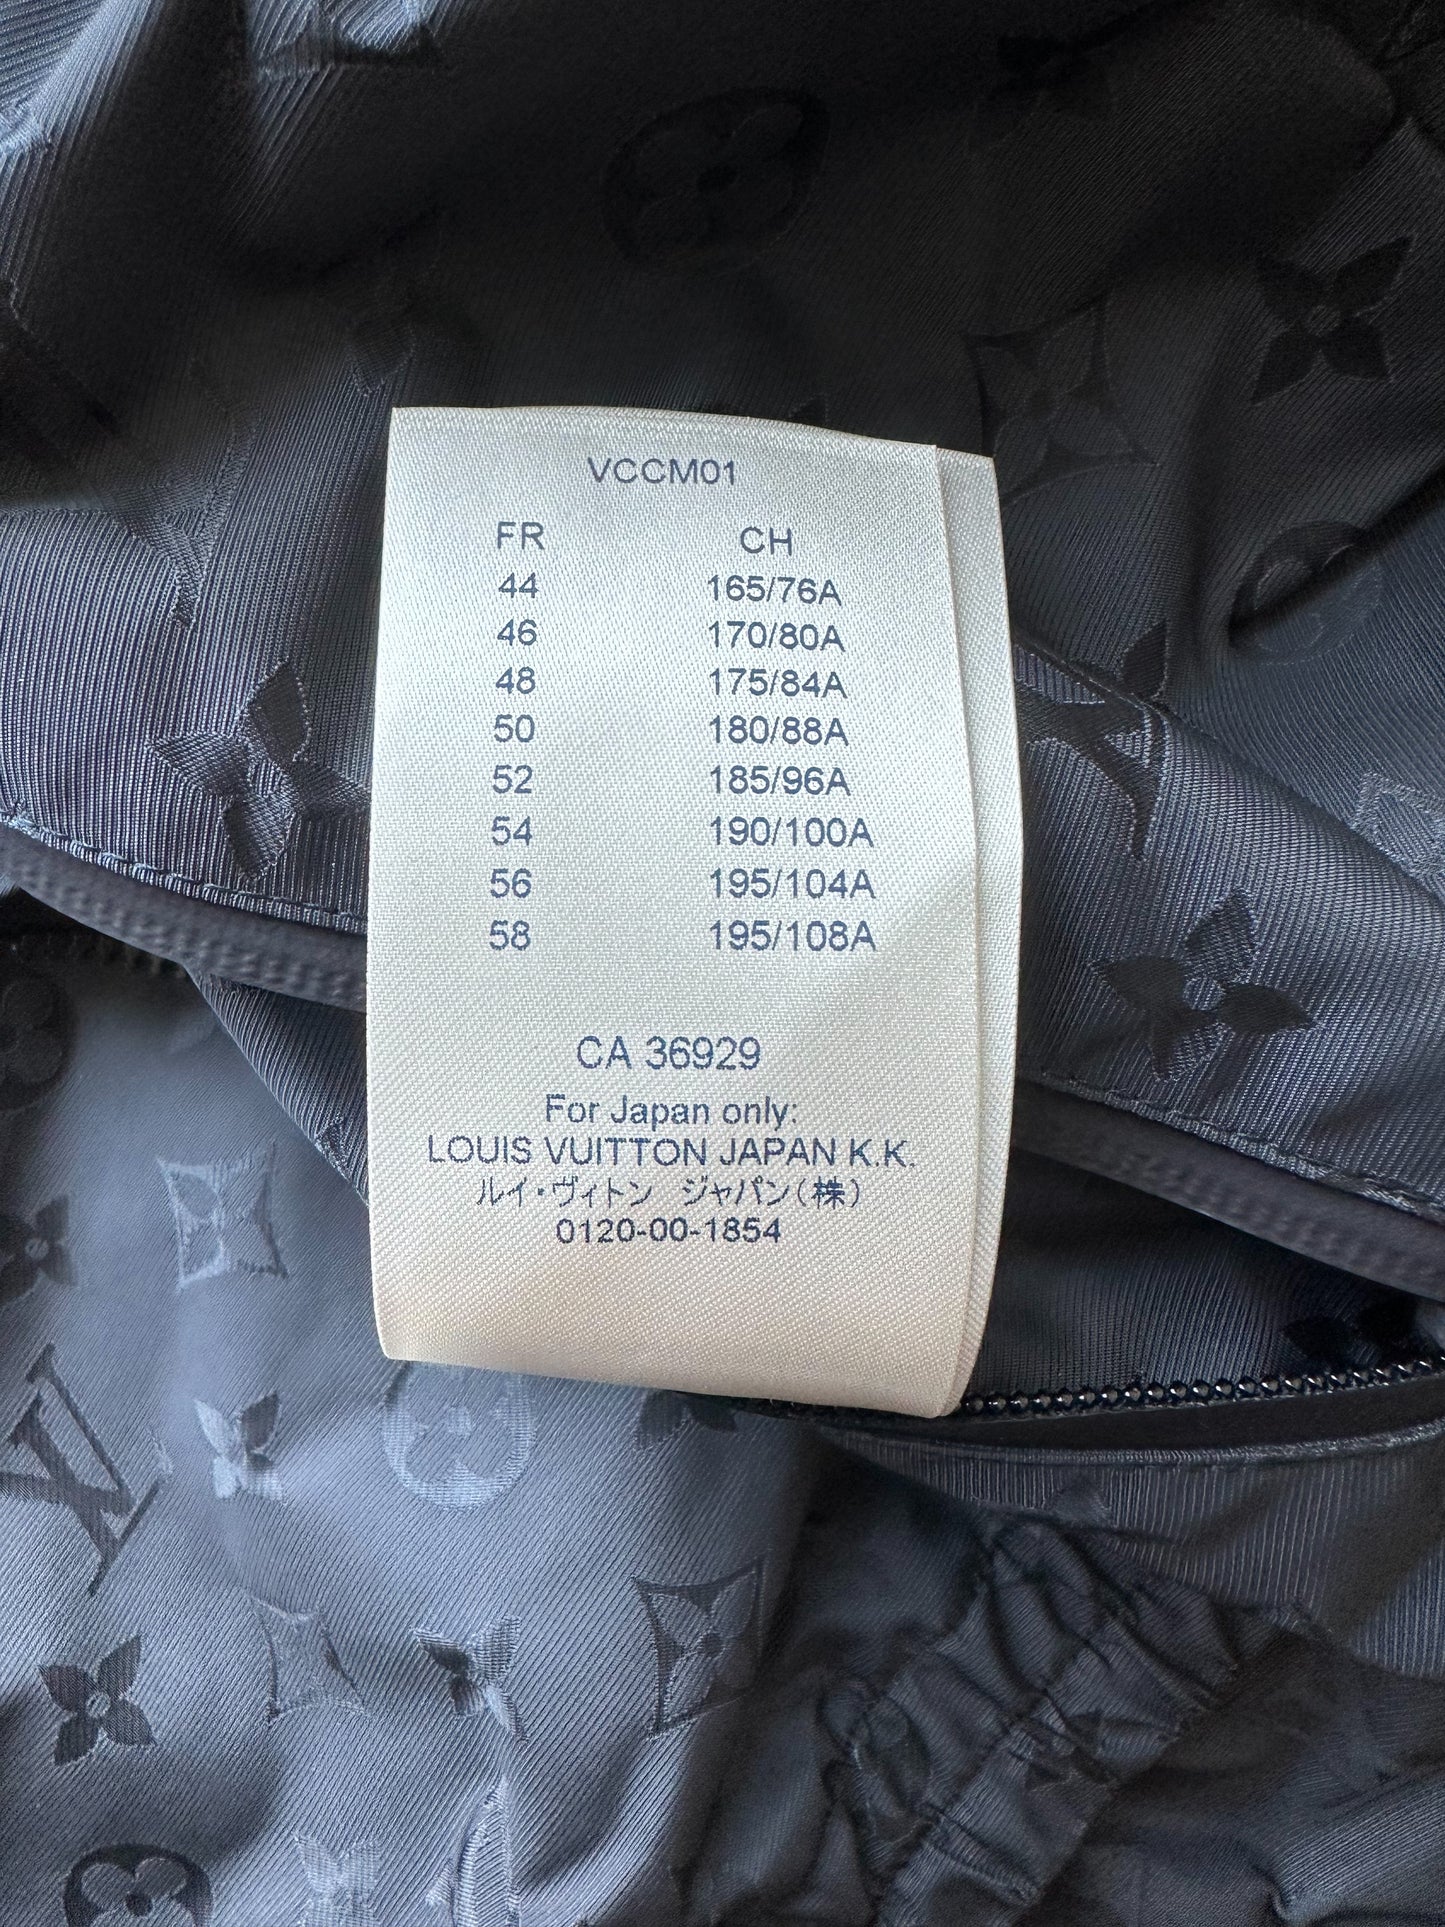 VCCM01
FR CH
44 165/76A
46 170/80A
48 175/84A
50 180/88A
52 185/96A
54 190/100A
56 195/104A
58 195/108A
CA 36929
For Japan only:
LOUIS VUITTON JAPAN K.K.
ルイ・ヴィトン ジャパン(株)
0120-00-1854